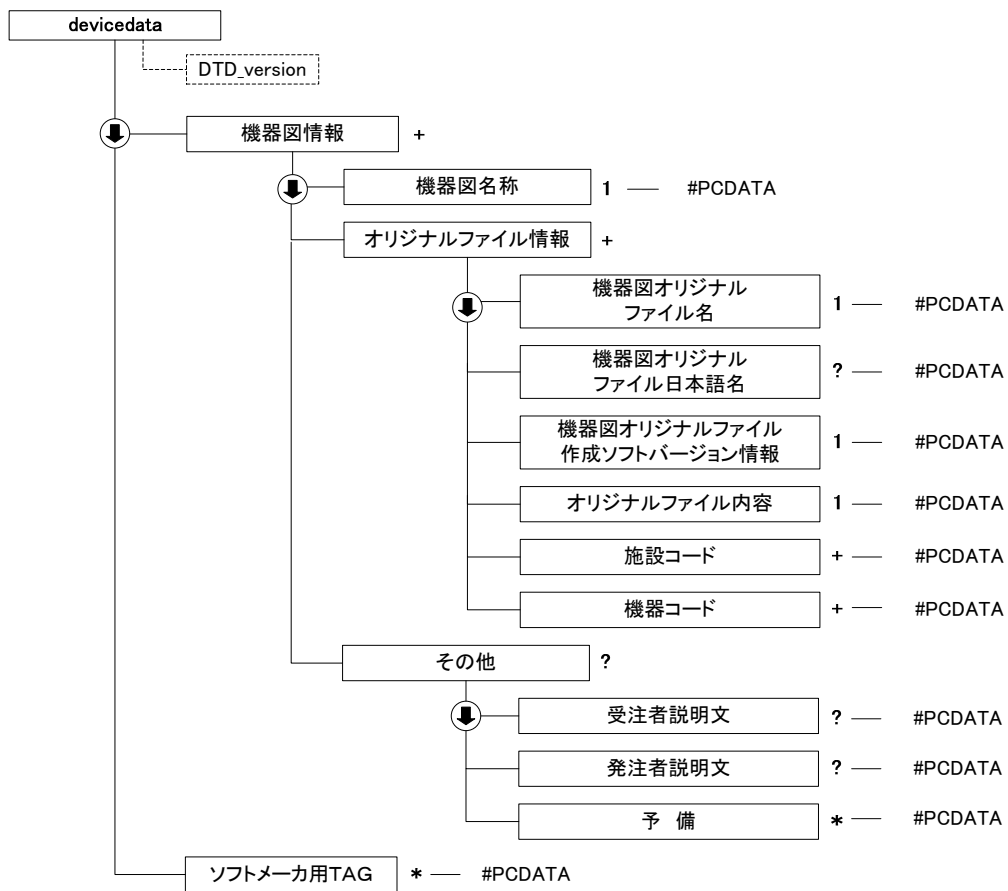 devicedata
DTD_version
機器図情報 +
機器図名称 1 #PCDATA
オリジナルファイル情報 +
機器図オリジナル
ファイル名 1 #PCDATA
機器図オリジナル
ファイル日本語名 ? #PCDATA
機器図オリジナルファイル
作成ソフトバージョン情報 1 #PCDATA
オリジナルファイル内容 1 #PCDATA
施設コード + #PCDATA
機器コード + #PCDATA
その他 ?
受注者説明文 ? #PCDATA
発注者説明文 ? #PCDATA
予 備 * #PCDATA
ソフトメーカ用TAG * #PCDATA